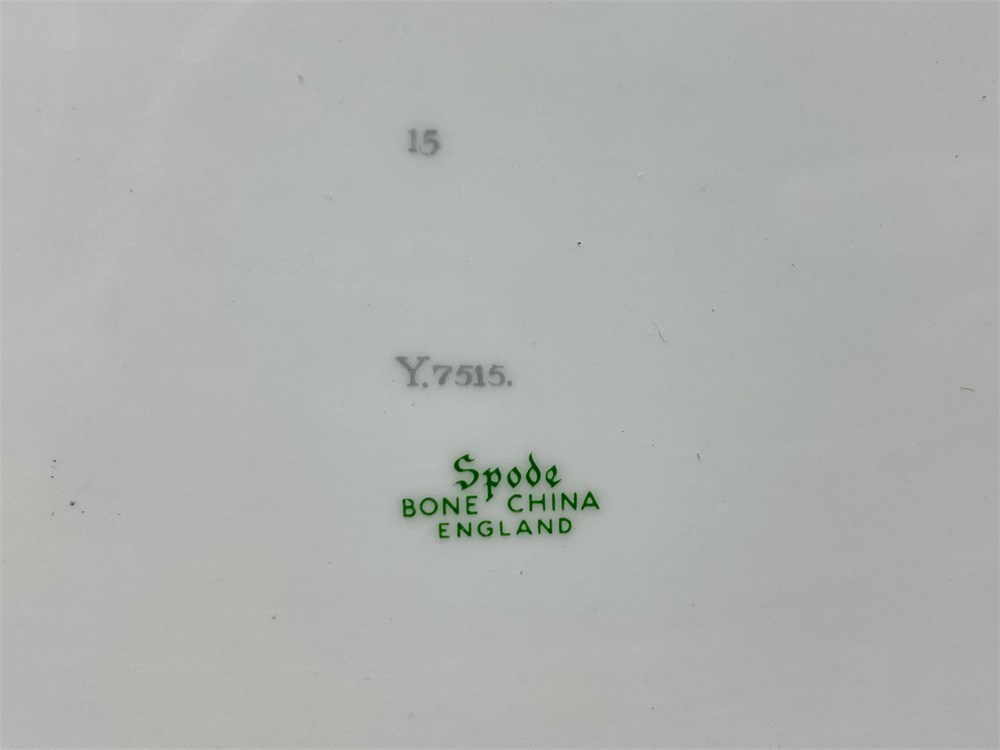 15
Y.7515.
Spode
BONE CHINA
ENGLAND